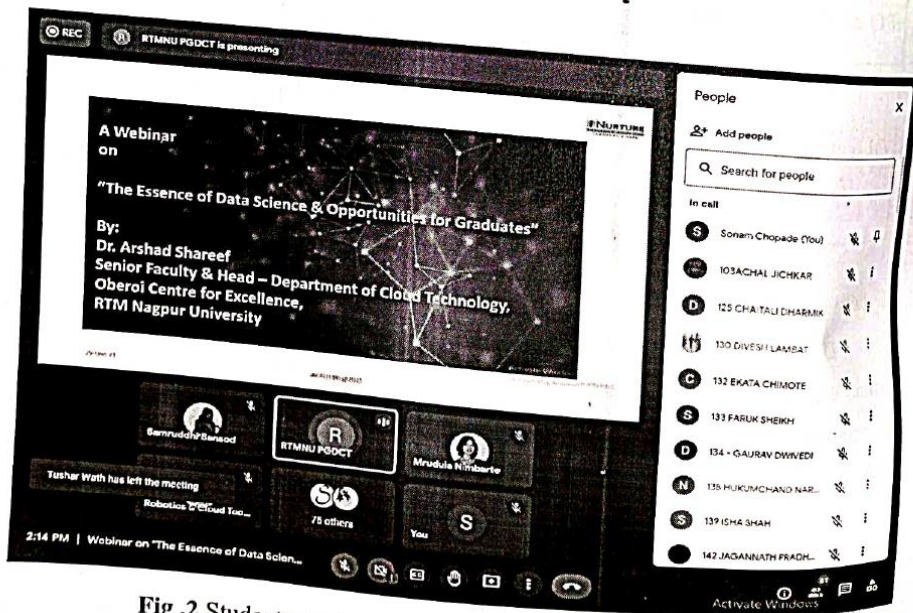 REC
R
RTMNU PGDCT is presenting
NURTURE
A Webinar
on
"The Essence of Data Science & Opportunities for Graduates"
By:
Dr. Arshad Shareef
Senior Faculty & Head – Department of Cloud Technology,
Oberoi Centre for Excellence,
RTM Nagpur University
Samruddhi Bansod
R
RTMNU PGDCT
Mrudula Nimbarte
Tushar Wath has left the meeting
Robotics & Cloud Tec...
75 others
S
You
2:14 PM | Webinar on "The Essence of Data Scien...
People
X
Add people
Search for people
In call
S Sonam Chopade (You)
103ACHAL JICHKAR
D 125 CHAITALI DHARMIK
130 DIVESH LAMBAT
C 132 EKATA CHIMOTE
S 133 FARUK SHEIKH
D 134 - GAURAV DWIVEDI
N HUKUMCHAND NAR...
S 139 ISHA SHAH
142 JAGANNATH PRADH...
87
Activate Windows
Fig .2